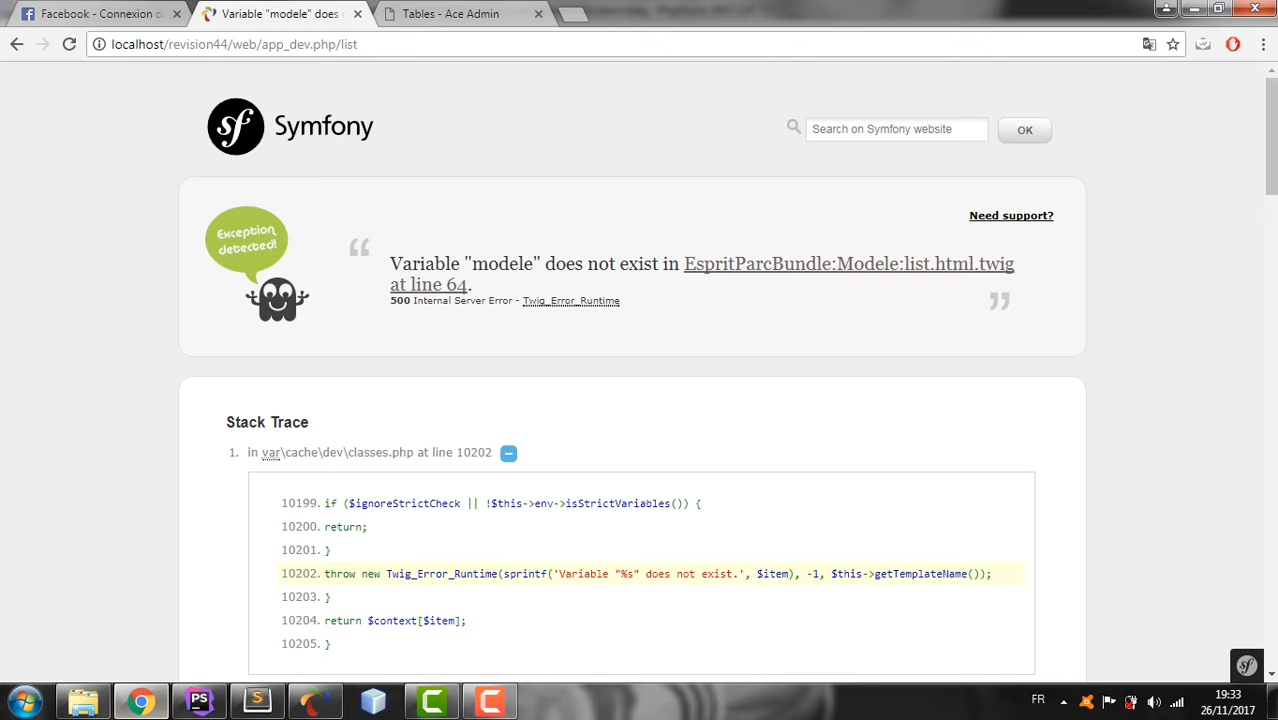 Facebook - Connexion o
Variable "modele" does n
Tables - Ace Admin
localhost/revision44/web/app_dev.php/list
sf Symfony
Search on Symfony website
OK
Need support?
Exception
detected!
“ Variable "modele" does not exist in EspritParcBundle:Modele:list.html.twig
at line 64. ”
500 Internal Server Error - Twig_Error_Runtime
Stack Trace
1. in var\cache\dev\classes.php at line 10202
10199. if ($ignoreStrictCheck || !$this->env->isStrictVariables()) {
10200. return;
10201. }
10202. throw new Twig_Error_Runtime(sprintf('Variable "%s" does not exist.', $item), -1, $this->getTemplateName());
10203. }
10204. return $context[$item];
10205. }
sf
PS
S
C
C
FR
19:33
26/11/2017